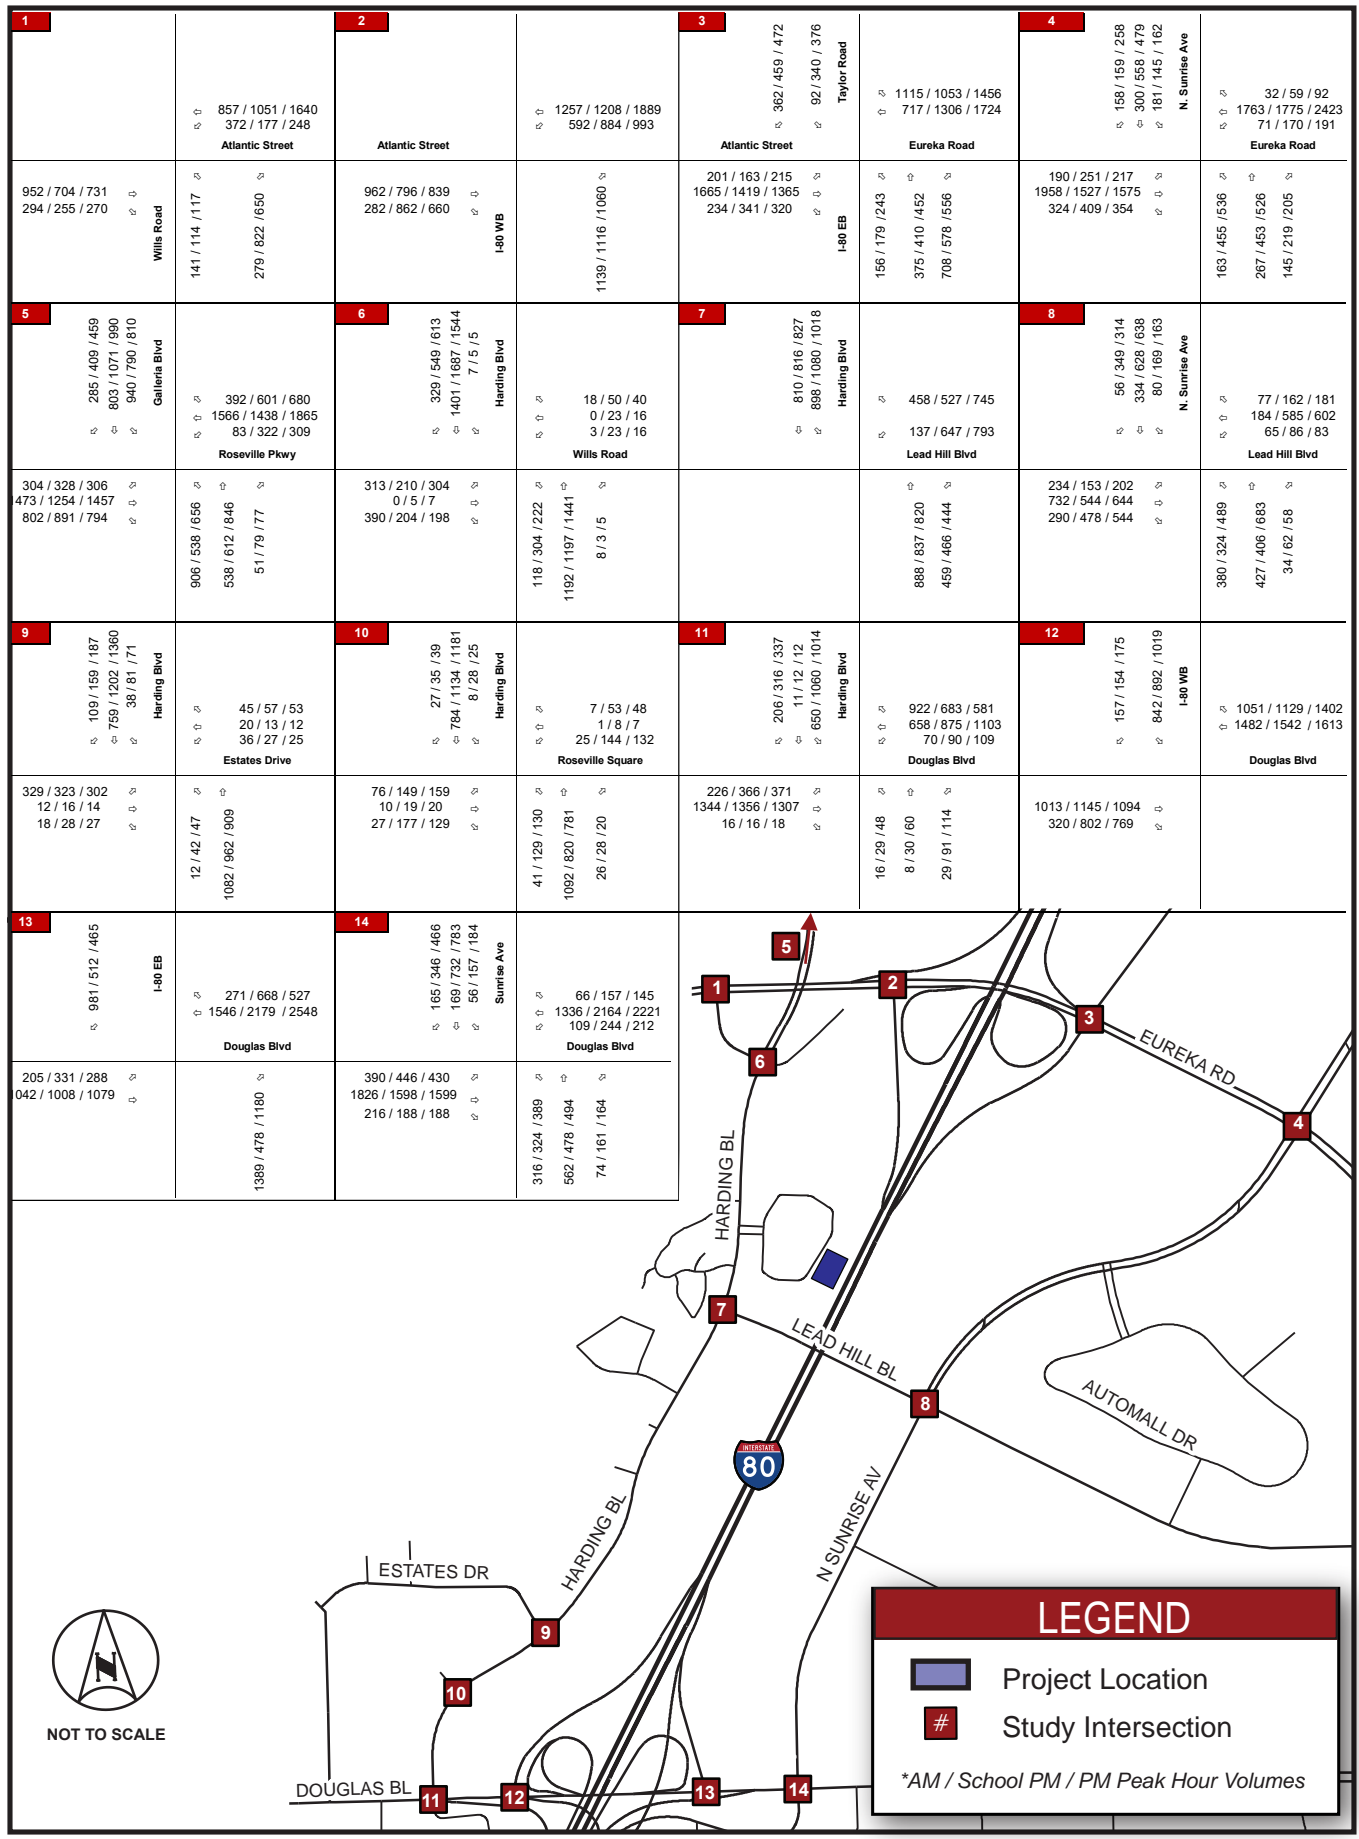 1
857 / 1051 / 1640
372 / 177 / 248
Atlantic Street
952 / 704 / 731
294 / 255 / 270
Wills Road
141 / 114 / 117
279 / 822 / 650
2
Atlantic Street
1257 / 1208 / 1889
592 / 884 / 993
962 / 796 / 839
282 / 862 / 660
I-80 WB
1139 / 1116 / 1060
3
362 / 459 / 472
92 / 340 / 376
Taylor Road
Atlantic Street
1115 / 1053 / 1456
717 / 1306 / 1724
Eureka Road
201 / 163 / 215
1665 / 1419 / 1365
234 / 341 / 320
I-80 EB
156 / 179 / 243
375 / 410 / 452
708 / 578 / 556
4
158 / 159 / 258
300 / 558 / 479
181 / 145 / 162
N. Sunrise Ave
32 / 59 / 92
1763 / 1775 / 2423
71 / 170 / 191
Eureka Road
190 / 251 / 217
1958 / 1527 / 1575
324 / 409 / 354
163 / 455 / 536
267 / 453 / 526
145 / 219 / 205
5
285 / 409 / 459
803 / 1071 / 990
940 / 790 / 810
Galleria Blvd
392 / 601 / 680
1566 / 1438 / 1865
83 / 322 / 309
Roseville Pkwy
304 / 328 / 306
1473 / 1254 / 1457
802 / 891 / 794
906 / 538 / 656
538 / 612 / 846
51 / 79 / 77
6
329 / 549 / 613
1401 / 1687 / 1544
7 / 5 / 5
Harding Blvd
18 / 50 / 40
0 / 23 / 16
3 / 23 / 16
Wills Road
313 / 210 / 304
0 / 5 / 7
390 / 204 / 198
118 / 304 / 222
1192 / 1197 / 1441
8 / 3 / 5
7
810 / 816 / 827
898 / 1080 / 1018
Harding Blvd
458 / 527 / 745
137 / 647 / 793
Lead Hill Blvd
888 / 837 / 820
459 / 466 / 444
8
56 / 349 / 314
334 / 628 / 638
80 / 169 / 163
N. Sunrise Ave
77 / 162 / 181
184 / 585 / 602
65 / 86 / 83
Lead Hill Blvd
234 / 153 / 202
732 / 544 / 644
290 / 478 / 544
380 / 324 / 489
427 / 406 / 683
34 / 62 / 58
9
109 / 159 / 187
759 / 1202 / 1360
38 / 81 / 71
Harding Blvd
45 / 57 / 53
20 / 13 / 12
36 / 27 / 25
Estates Drive
329 / 323 / 302
12 / 16 / 14
18 / 28 / 27
12 / 42 / 47
1082 / 962 / 909
10
27 / 35 / 39
784 / 1134 / 1181
8 / 28 / 25
Harding Blvd
7 / 53 / 48
1 / 8 / 7
25 / 144 / 132
Roseville Square
76 / 149 / 159
10 / 19 / 20
27 / 177 / 129
41 / 129 / 130
1092 / 820 / 781
26 / 28 / 20
11
206 / 316 / 337
11 / 12 / 12
650 / 1060 / 1014
Harding Blvd
922 / 683 / 581
658 / 875 / 1103
70 / 90 / 109
Douglas Blvd
226 / 366 / 371
1344 / 1356 / 1307
16 / 16 / 18
16 / 29 / 48
8 / 30 / 60
29 / 91 / 114
12
157 / 154 / 175
842 / 892 / 1019
I-80 WB
1051 / 1129 / 1402
1482 / 1542 / 1613
Douglas Blvd
1013 / 1145 / 1094
320 / 802 / 769
13
981 / 512 / 465
I-80 EB
271 / 668 / 527
1546 / 2179 / 2548
Douglas Blvd
205 / 331 / 288
1042 / 1008 / 1079
1389 / 478 / 1180
14
165 / 346 / 466
169 / 732 / 783
56 / 157 / 184
Sunrise Ave
66 / 157 / 145
1336 / 2164 / 2221
109 / 244 / 212
Douglas Blvd
390 / 446 / 430
1826 / 1598 / 1599
216 / 188 / 188
316 / 324 / 389
562 / 478 / 494
74 / 161 / 164
5
1
2
3
6
EUREKA RD
4
HARDING BL
7
LEAD HILL BL
8
AUTOMALL DR
INTERSTATE
80
HARDING BL
N SUNRISE AV
ESTATES DR
9
10
DOUGLAS BL
11
12
13
14
N
NOT TO SCALE
LEGEND
Project Location
# Study Intersection
*AM / School PM / PM Peak Hour Volumes